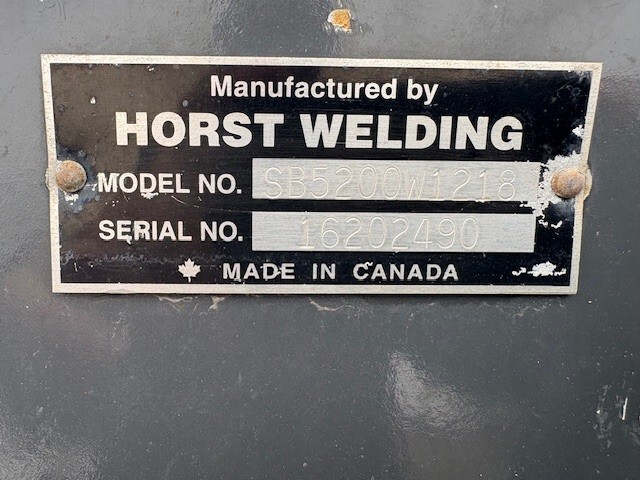 Manufactured by
HORST WELDING
MODEL NO. SB5200W1218
SERIAL NO. 16202490
MADE IN CANADA